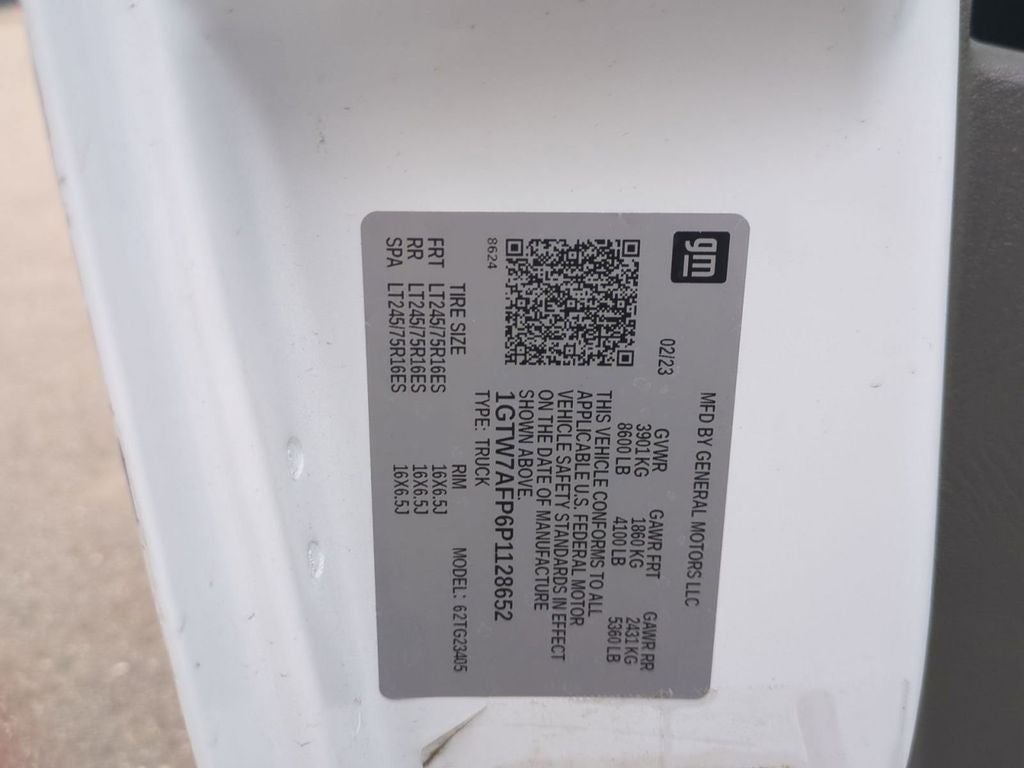 gm
MFD BY GENERAL MOTORS LLC
02/23
GVWR GAWR FRT GAWR RR
3901 KG 1860 KG 2431 KG
8600 LB 4100 LB 5360 LB
THIS VEHICLE CONFORMS TO ALL
APPLICABLE U.S. FEDERAL MOTOR
VEHICLE SAFETY STANDARDS IN EFFECT
ON THE DATE OF MANUFACTURE
SHOWN ABOVE.
1GTW7AFP6P1128652
8624
TYPE: TRUCK MODEL: 62TG23405
TIRE SIZE RIM
FRT LT245/75R16ES 16X6.5J
RR LT245/75R16ES 16X6.5J
SPA LT245/75R16ES 16X6.5J